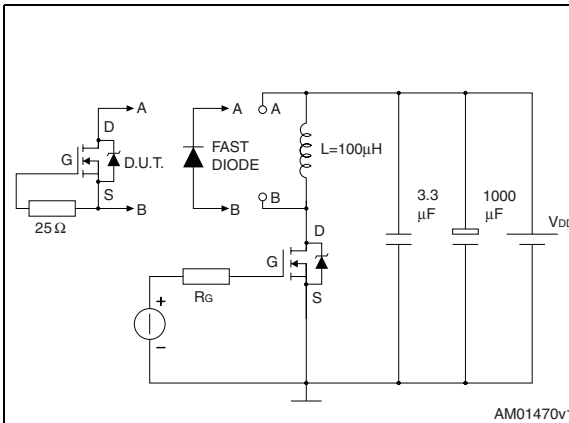 A
D
G
D.U.T.
S
B
25Ω
A
FAST
DIODE
B
A
L=100μH
B
D
G
S
RG
+
−
3.3
μF
1000
μF
VDD
AM01470v1